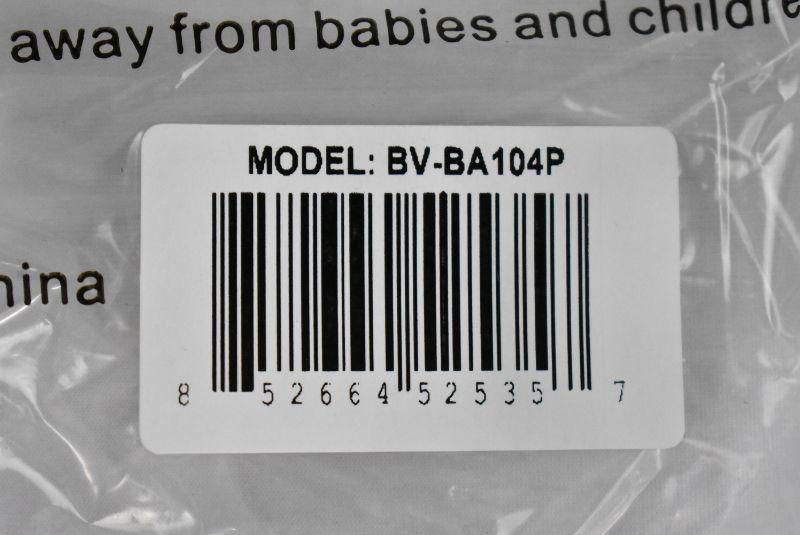 away from babies and childre
MODEL: BV-BA104P
hina
8 52664 52535 7